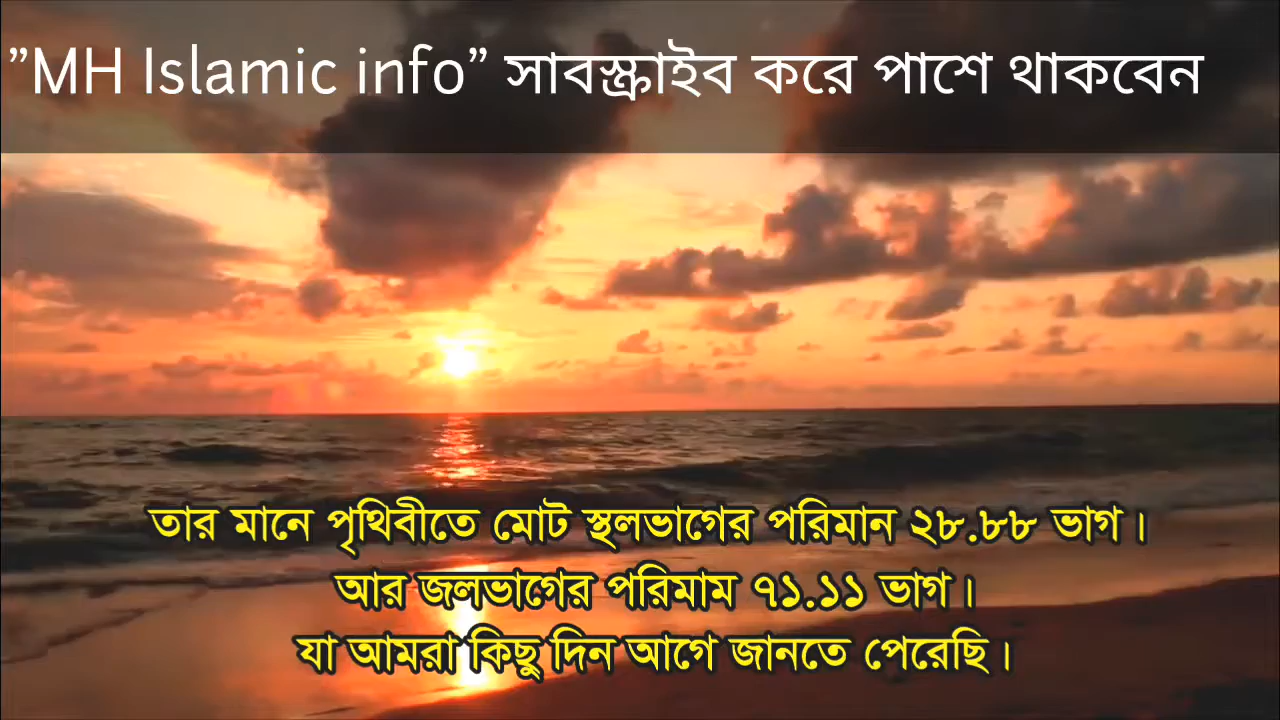 ”MH Islamic info” সাবস্ক্রাইব করে পাশে থাকবেন
তার মানে পৃথিবীতে মোট স্থলভাগের পরিমান ২৮.৮৮ ভাগ।
আর জলভাগের পরিমাম ৭১.১১ ভাগ।
যা আমরা কিছু দিন আগে জানতে পেরেছি।